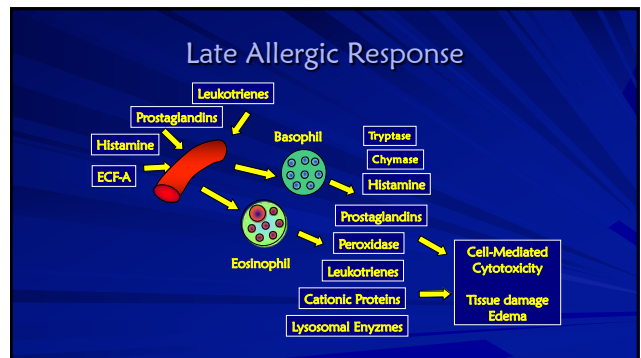 Late Allergic Response
Leukotrienes
Prostaglandins
Histamine
ECF-A
Basophil
Eosinophil
Tryptase
Chymase
Histamine
Prostaglandins
Peroxidase
Leukotrienes
Cationic Proteins
Lysosomal Enyzmes
Cell-Mediated
Cytotoxicity
Tissue damage
Edema